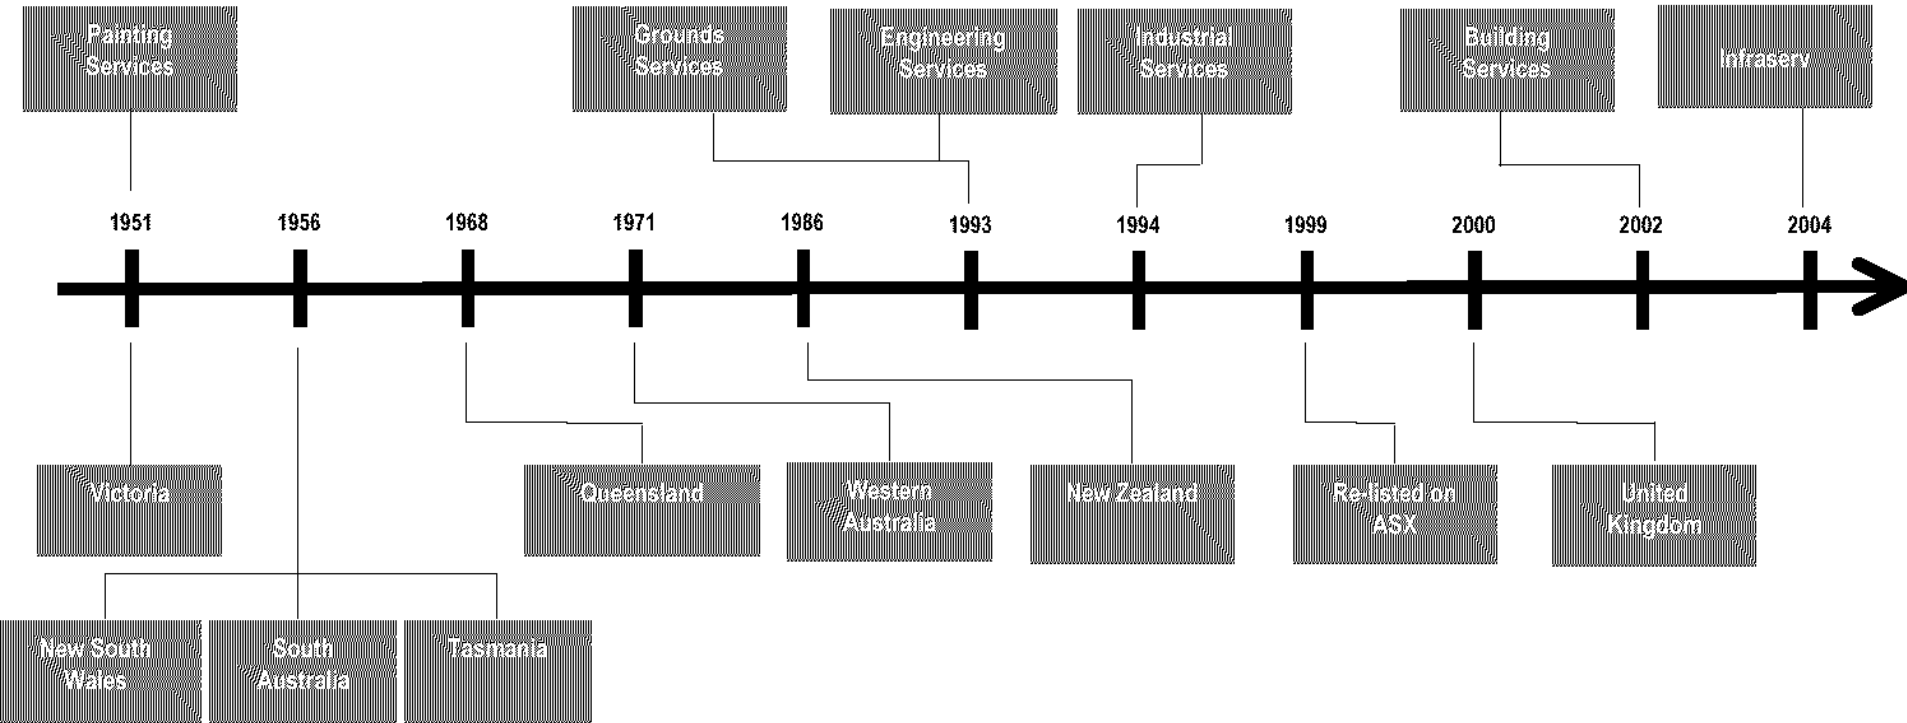 Painting
Services
Grounds
Services
Engineering
Services
Industrial
Services
Building
Services
Infraserv
1951
1956
1968
1971
1986
1993
1994
1999
2000
2002
2004
Victoria
Queensland
Western
Australia
New Zealand
Re-listed on
ASX
United
Kingdom
New South
Wales
South
Australia
Tasmania